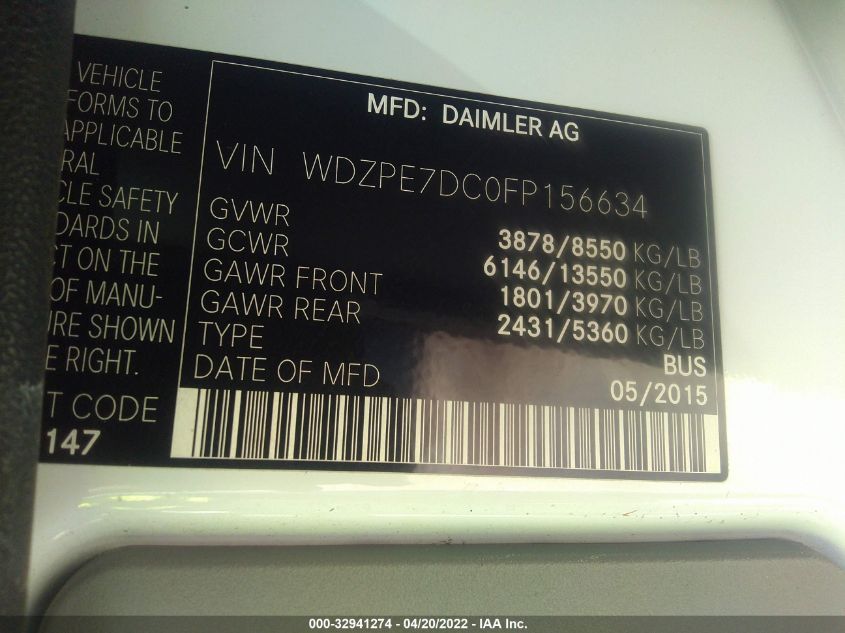 VEHICLE
FORMS TO
APPLICABLE
RAL
CLE SAFETY
DARDS IN
CT ON THE
OF MANU-
URE SHOWN
E RIGHT.
T CODE
147
MFD: DAIMLER AG
VIN WDZPE7DC0FP156634
GVWR 3878/8550 KG/LB
GCWR 6146/13550 KG/LB
GAWR FRONT 1801/3970 KG/LB
GAWR REAR 2431/5360 KG/LB
TYPE BUS
DATE OF MFD 05/2015
000-32941274 | 04/20/2022 - IAA Inc.